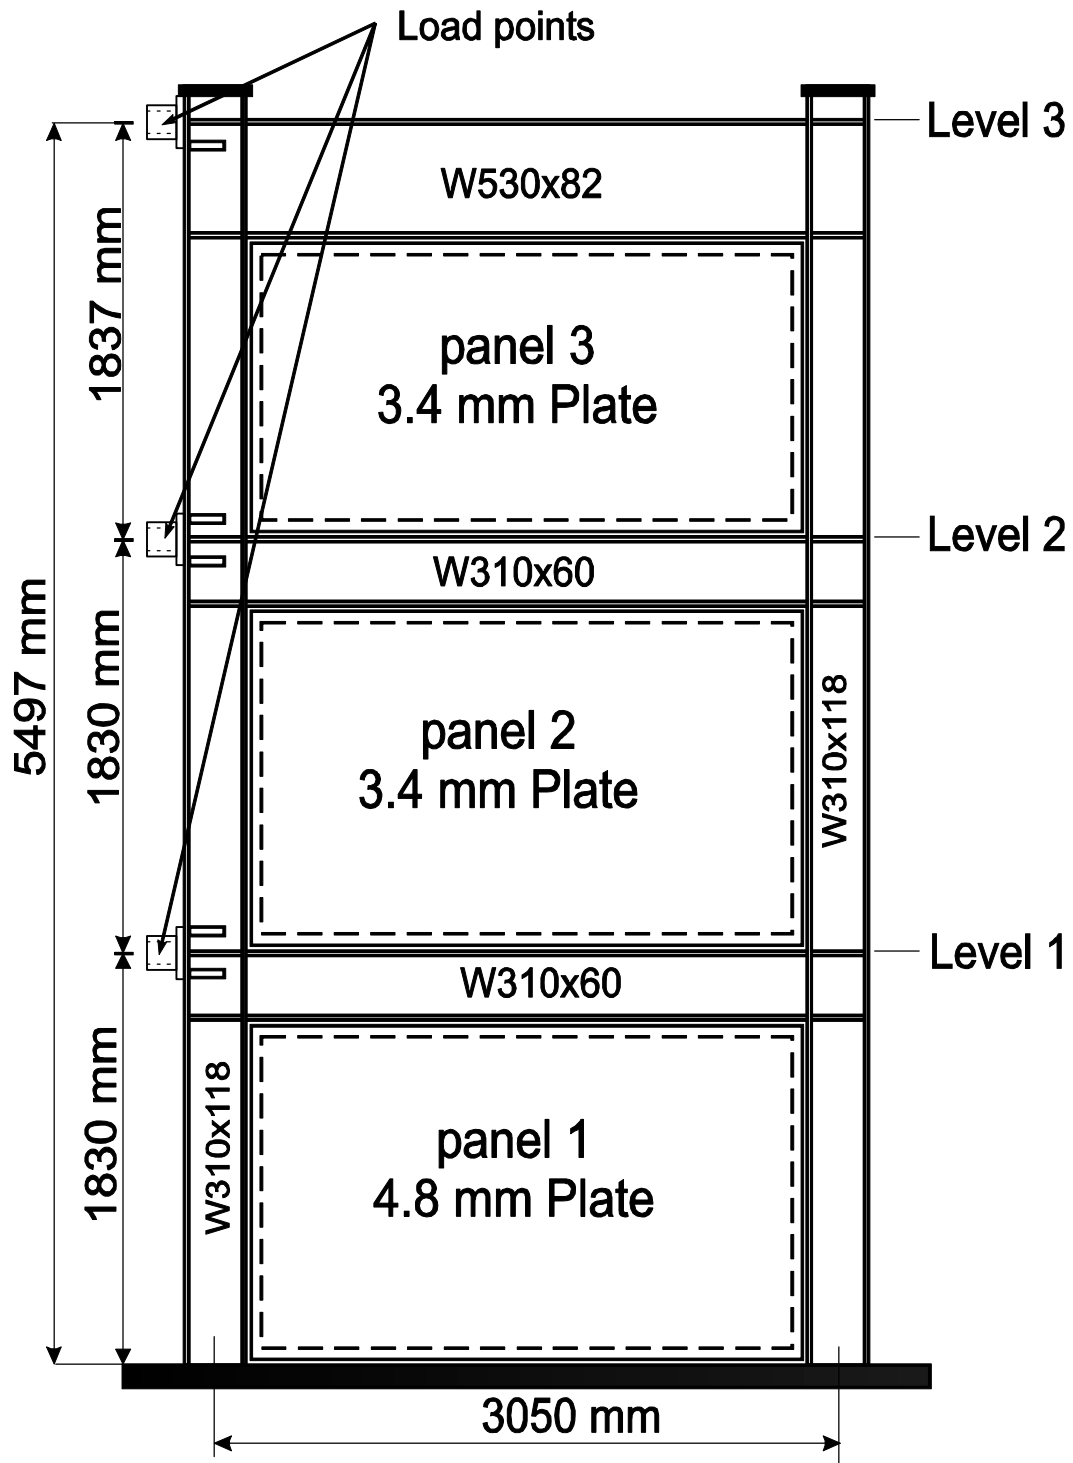 Load points
Level 3
W530x82
1837 mm
panel 3
3.4 mm Plate
Level 2
W310x60
5497 mm
1830 mm
W310x118
panel 2
3.4 mm Plate
Level 1
W310x60
1830 mm
W310x118
panel 1
4.8 mm Plate
3050 mm